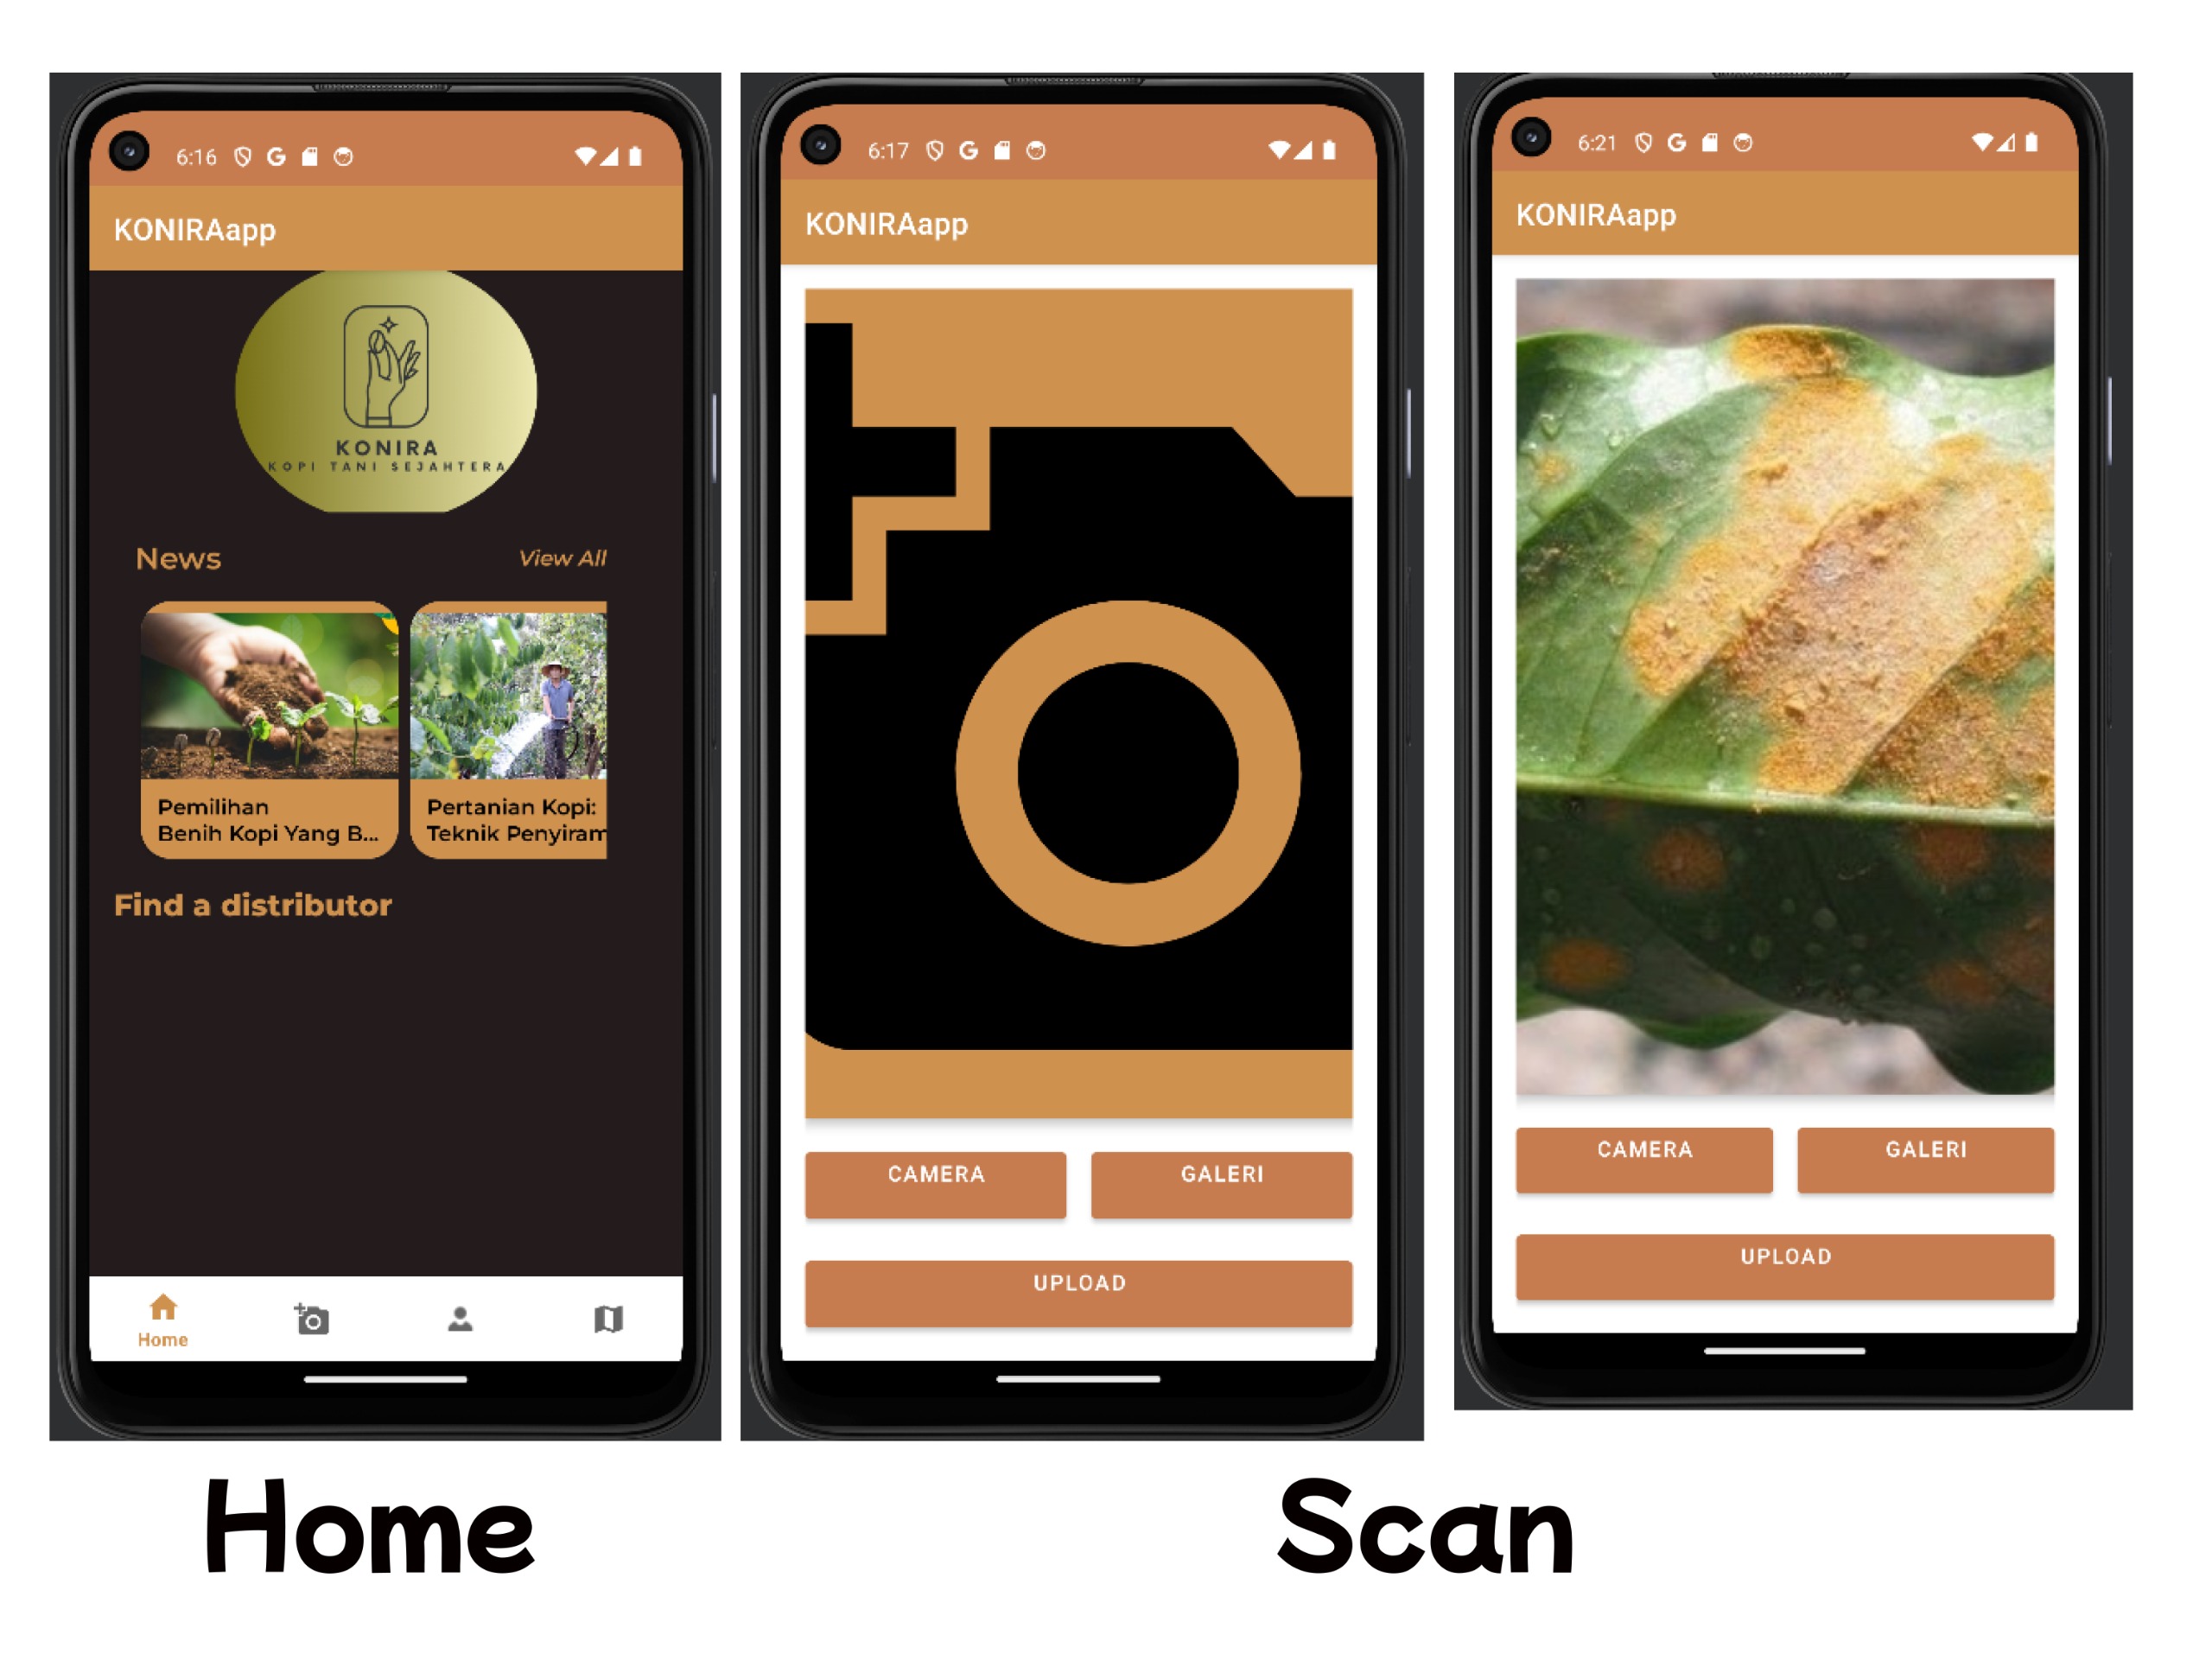 6:16
KONIRAapp
KONIRA
KOPI TANI SEJAHTERA
News
View All
Pemilihan
Benih Kopi Yang B...
Pertanian Kopi:
Teknik Penyiram
Find a distributor
Home
6:17
KONIRAapp
CAMERA
GALERI
UPLOAD
6:21
KONIRAapp
CAMERA
GALERI
UPLOAD
Home
Scan